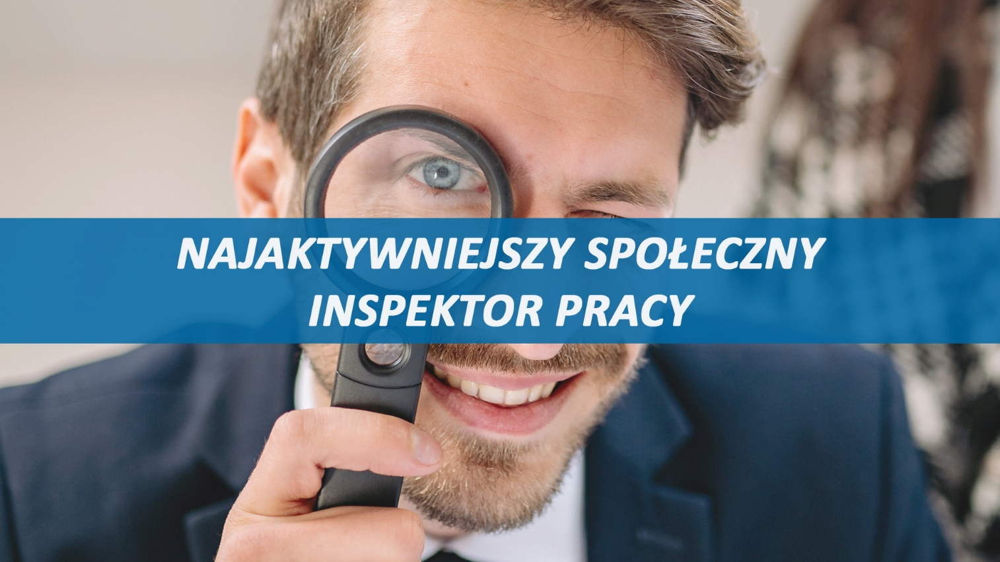 NAJAKTYWNIEJSZY SPOŁECZNY
INSPEKTOR PRACY